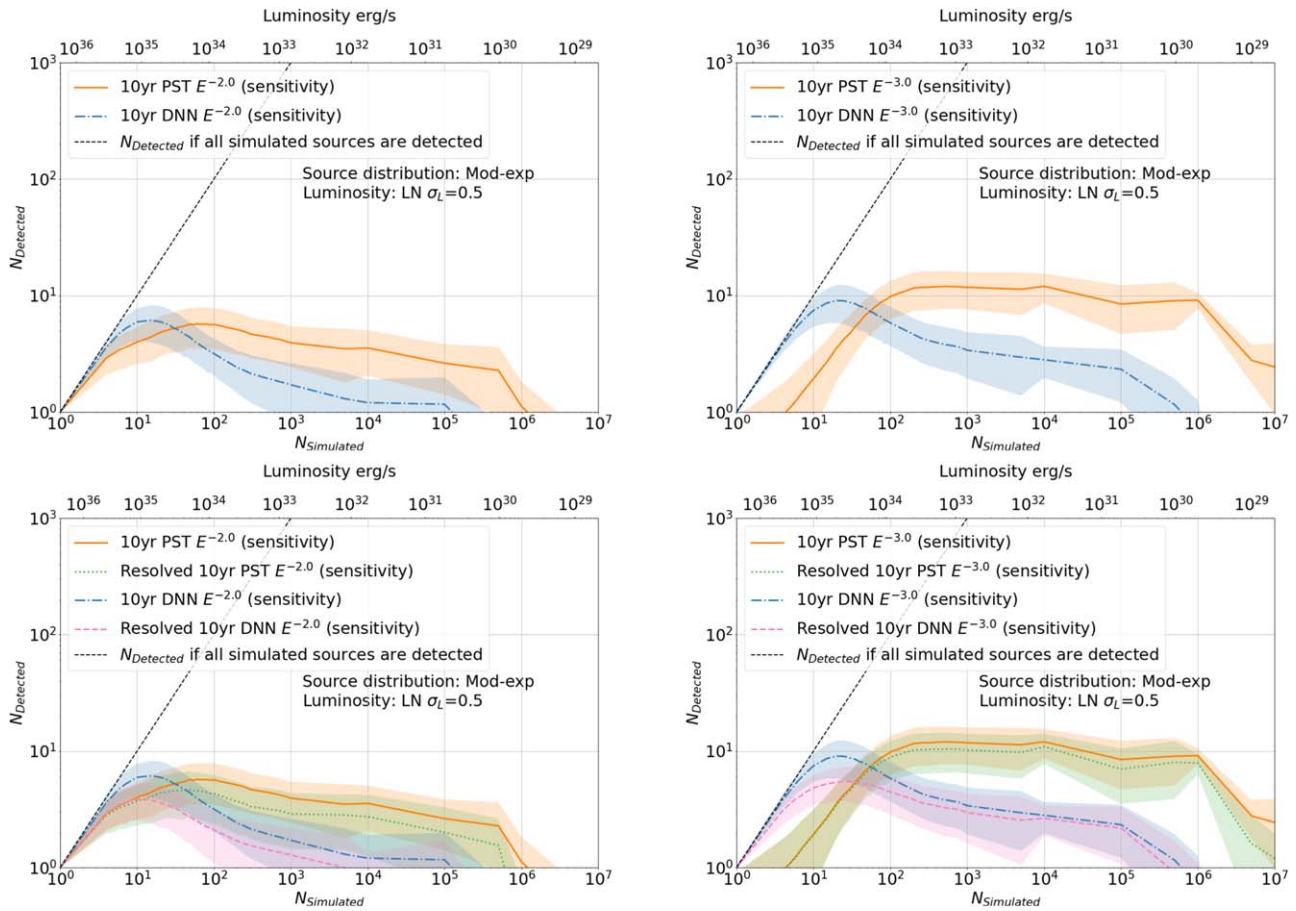 Luminosity erg/s
10^36 10^35 10^34 10^33 10^32 10^31 10^30 10^29
10^3
10yr PST E^−2.0 (sensitivity)
10yr DNN E^−2.0 (sensitivity)
N_Detected if all simulated sources are detected
Source distribution: Mod-exp
Luminosity: LN σ_L=0.5
10^2
N_Detected
10^1
10^0
10^0 10^1 10^2 10^3 10^4 10^5 10^6 10^7
N_Simulated
Luminosity erg/s
10^36 10^35 10^34 10^33 10^32 10^31 10^30 10^29
10^3
10yr PST E^−3.0 (sensitivity)
10yr DNN E^−3.0 (sensitivity)
N_Detected if all simulated sources are detected
Source distribution: Mod-exp
Luminosity: LN σ_L=0.5
10^2
N_Detected
10^1
10^0
10^0 10^1 10^2 10^3 10^4 10^5 10^6 10^7
N_Simulated
Luminosity erg/s
10^36 10^35 10^34 10^33 10^32 10^31 10^30 10^29
10^3
10yr PST E^−2.0 (sensitivity)
Resolved 10yr PST E^−2.0 (sensitivity)
10yr DNN E^−2.0 (sensitivity)
Resolved 10yr DNN E^−2.0 (sensitivity)
N_Detected if all simulated sources are detected
Source distribution: Mod-exp
Luminosity: LN σ_L=0.5
10^2
N_Detected
10^1
10^0
10^0 10^1 10^2 10^3 10^4 10^5 10^6 10^7
N_Simulated
Luminosity erg/s
10^36 10^35 10^34 10^33 10^32 10^31 10^30 10^29
10^3
10yr PST E^−3.0 (sensitivity)
Resolved 10yr PST E^−3.0 (sensitivity)
10yr DNN E^−3.0 (sensitivity)
Resolved 10yr DNN E^−3.0 (sensitivity)
N_Detected if all simulated sources are detected
Source distribution: Mod-exp
Luminosity: LN σ_L=0.5
10^2
N_Detected
10^1
10^0
10^0 10^1 10^2 10^3 10^4 10^5 10^6 10^7
N_Simulated